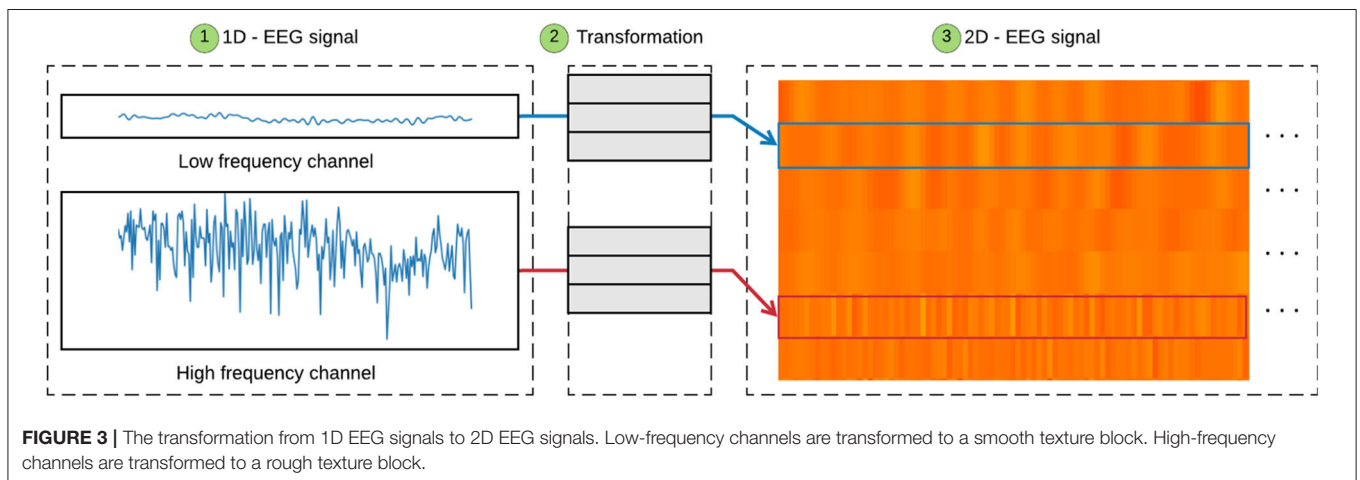 1 1D - EEG signal
2 Transformation
3 2D - EEG signal
Low frequency channel
High frequency channel
. . .
. . .
. . .
. . .
FIGURE 3 | The transformation from 1D EEG signals to 2D EEG signals. Low-frequency channels are transformed to a smooth texture block. High-frequency
channels are transformed to a rough texture block.